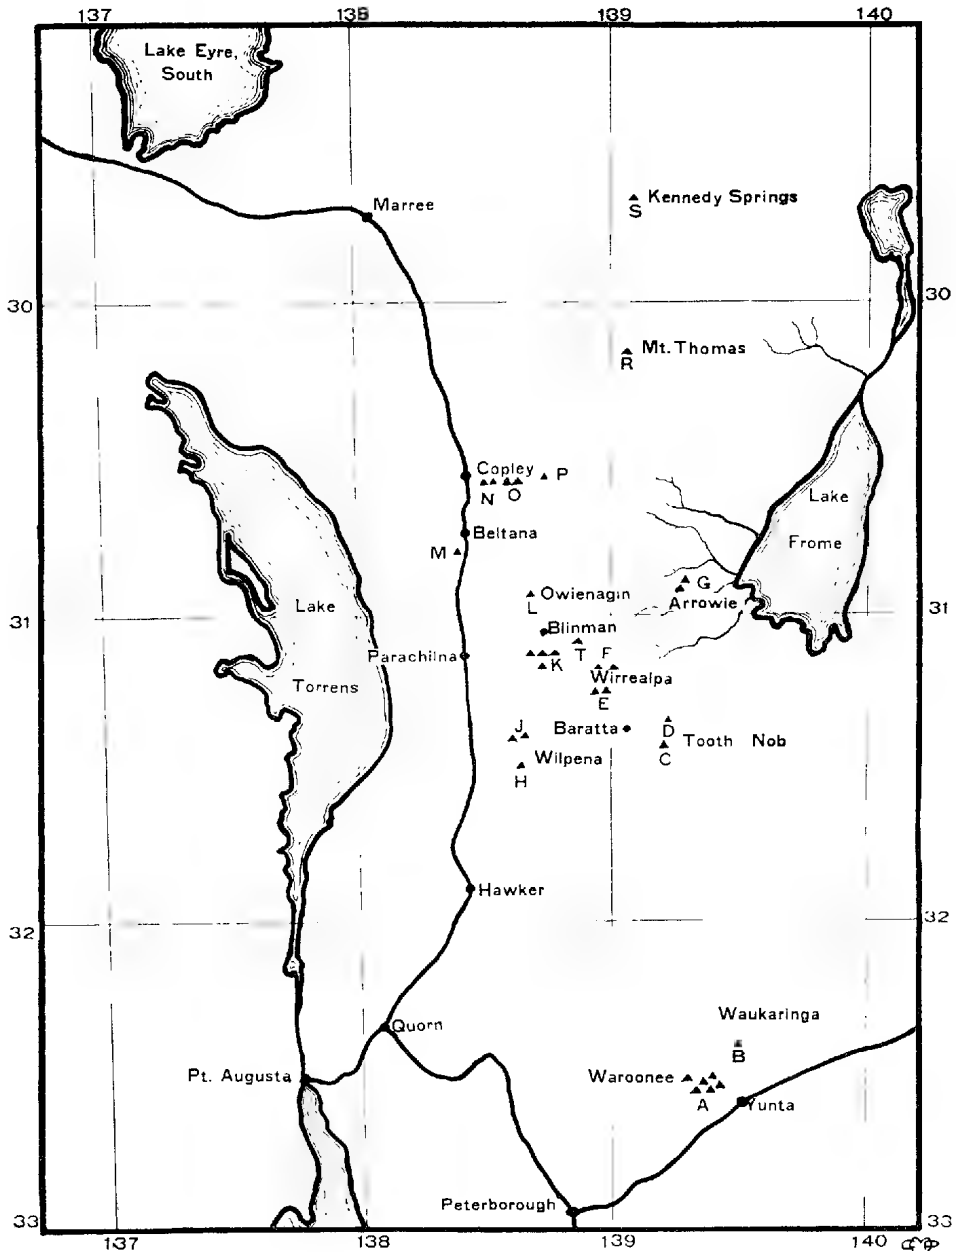 137 138 139 140
Lake Eyre,
South
Kennedy Springs
S
Marree
30 30
Mt. Thomas
R
Copley
P
N O
Lake
Beltana
Frome
M
G
Owienagin
Arrowie
L
Lake
31 31
Blinman
T F
Parachilna
K
Wirrealpa
Torrens
E
J
Baratta
D
Tooth Nob
C
Wilpena
H
Hawker
32 32
Waukaringa
Quorn
B
Pt. Augusta
Waroonee
A
Yunta
Peterborough
33 33
137 138 139 140